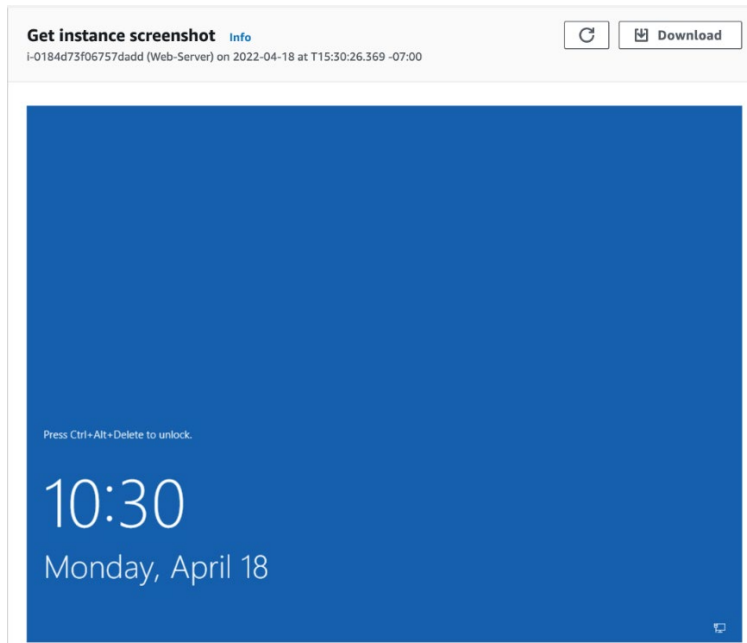 Get instance screenshot Info
Download
i-0184d73f06757dadd (Web-Server) on 2022-04-18 at T15:30:26.369 -07:00
Press Ctrl+Alt+Delete to unlock.
10:30
Monday, April 18